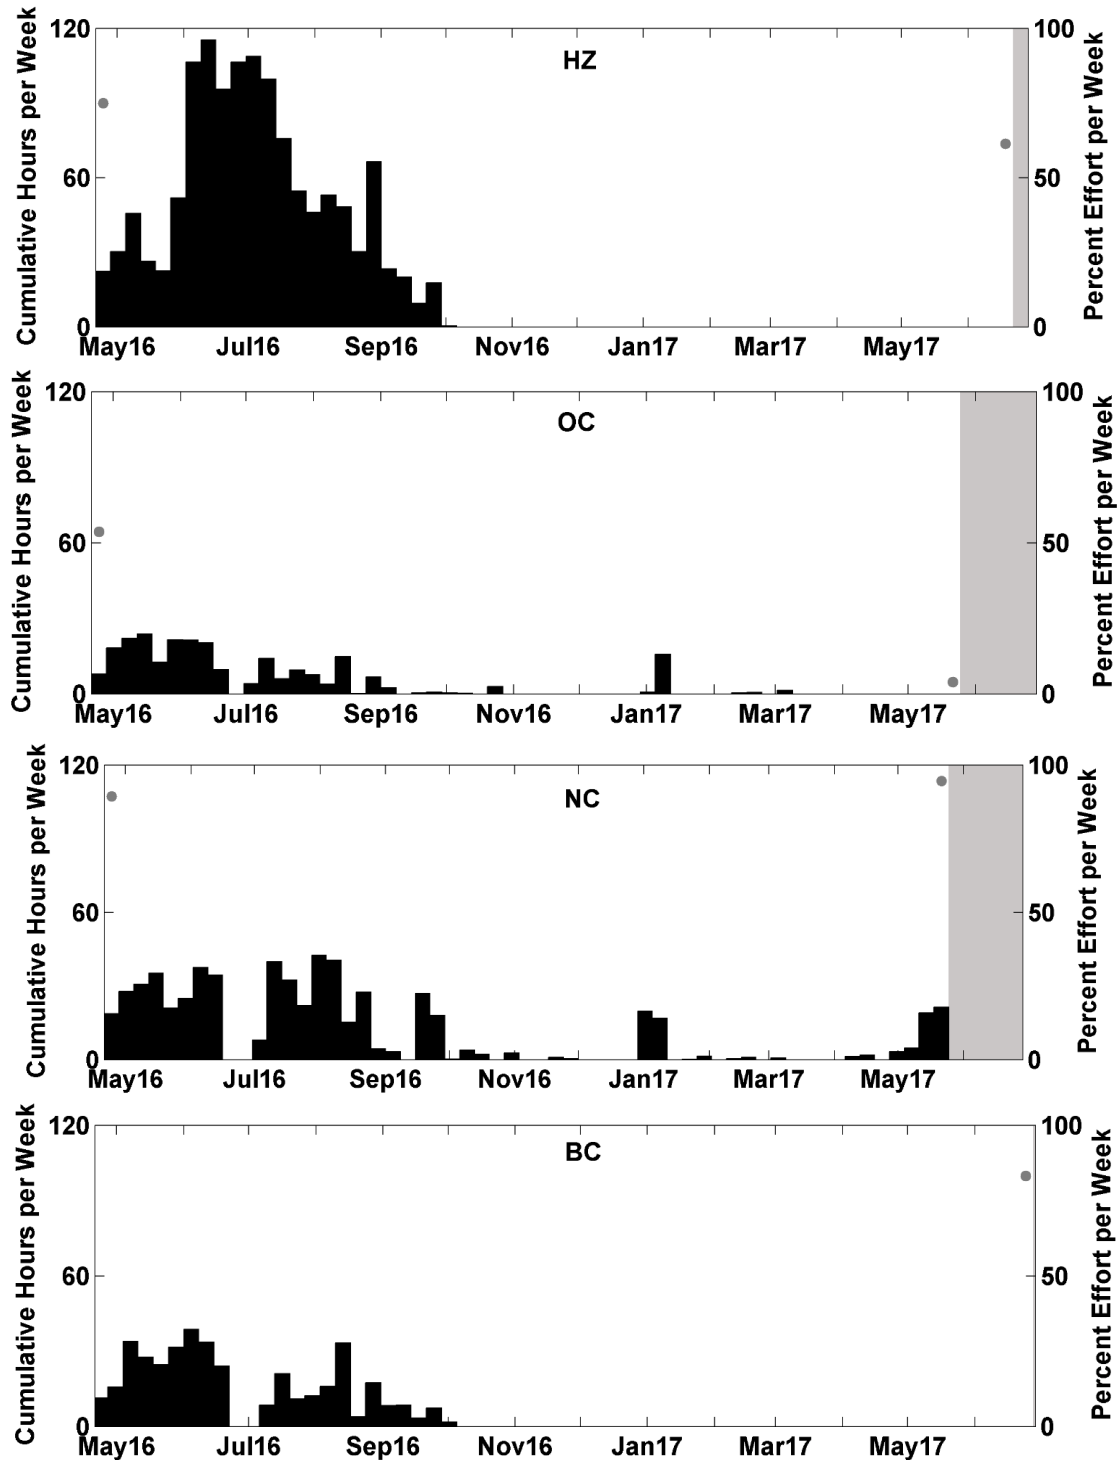 120
HZ
100
60
50
0
0
Cumulative Hours per Week
Percent Effort per Week
May16 Jul16 Sep16 Nov16 Jan17 Mar17 May17
120
OC
100
60
50
0
0
Cumulative Hours per Week
Percent Effort per Week
May16 Jul16 Sep16 Nov16 Jan17 Mar17 May17
120
NC
100
60
50
0
0
Cumulative Hours per Week
Percent Effort per Week
May16 Jul16 Sep16 Nov16 Jan17 Mar17 May17
120
BC
100
60
50
0
0
Cumulative Hours per Week
Percent Effort per Week
May16 Jul16 Sep16 Nov16 Jan17 Mar17 May17